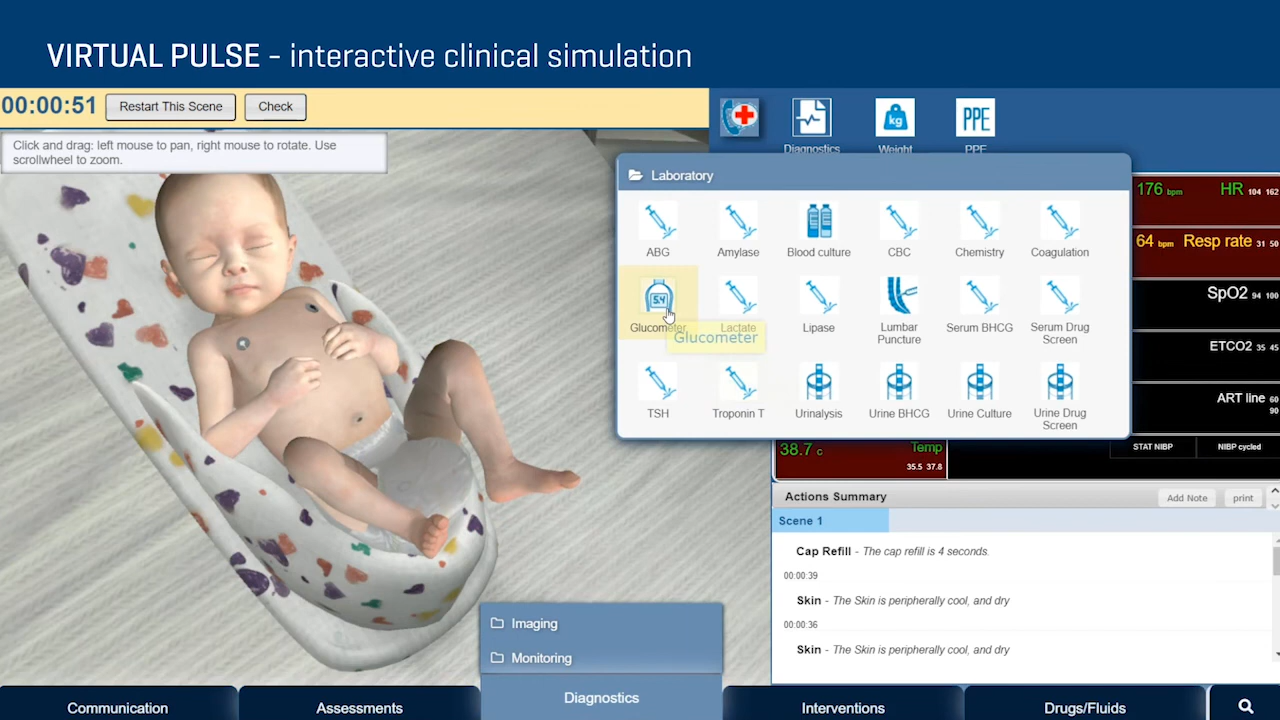 VIRTUAL PULSE - interactive clinical simulation
00:00:51
Restart This Scene
Check
Click and drag: left mouse to pan, right mouse to rotate. Use
scrollwheel to zoom.
kg
PPE
Diagnostics
Weight
PPE
Laboratory
ABG
Amylase
Blood culture
CBC
Chemistry
Coagulation
5.4
Glucometer
Lactate
Lipase
Lumbar
Puncture
Serum BHCG
Serum Drug
Screen
Glucometer
TSH
Troponin T
Urinalysis
Urine BHCG
Urine Culture
Urine Drug
Screen
176 bpm HR 104 162
64 bpm Resp rate 31 50
SpO2 94 100
ETCO2 35 45
ART line 60
90
38.7 c Temp
35.5 37.8
STAT NIBP
NIBP cycled
Actions Summary
Add Note
print
Scene 1
Cap Refill - The cap refill is 4 seconds.
00:00:39
Skin - The Skin is peripherally cool, and dry
00:00:36
Skin - The Skin is peripherally cool, and dry
Imaging
Monitoring
Communication
Assessments
Diagnostics
Interventions
Drugs/Fluids